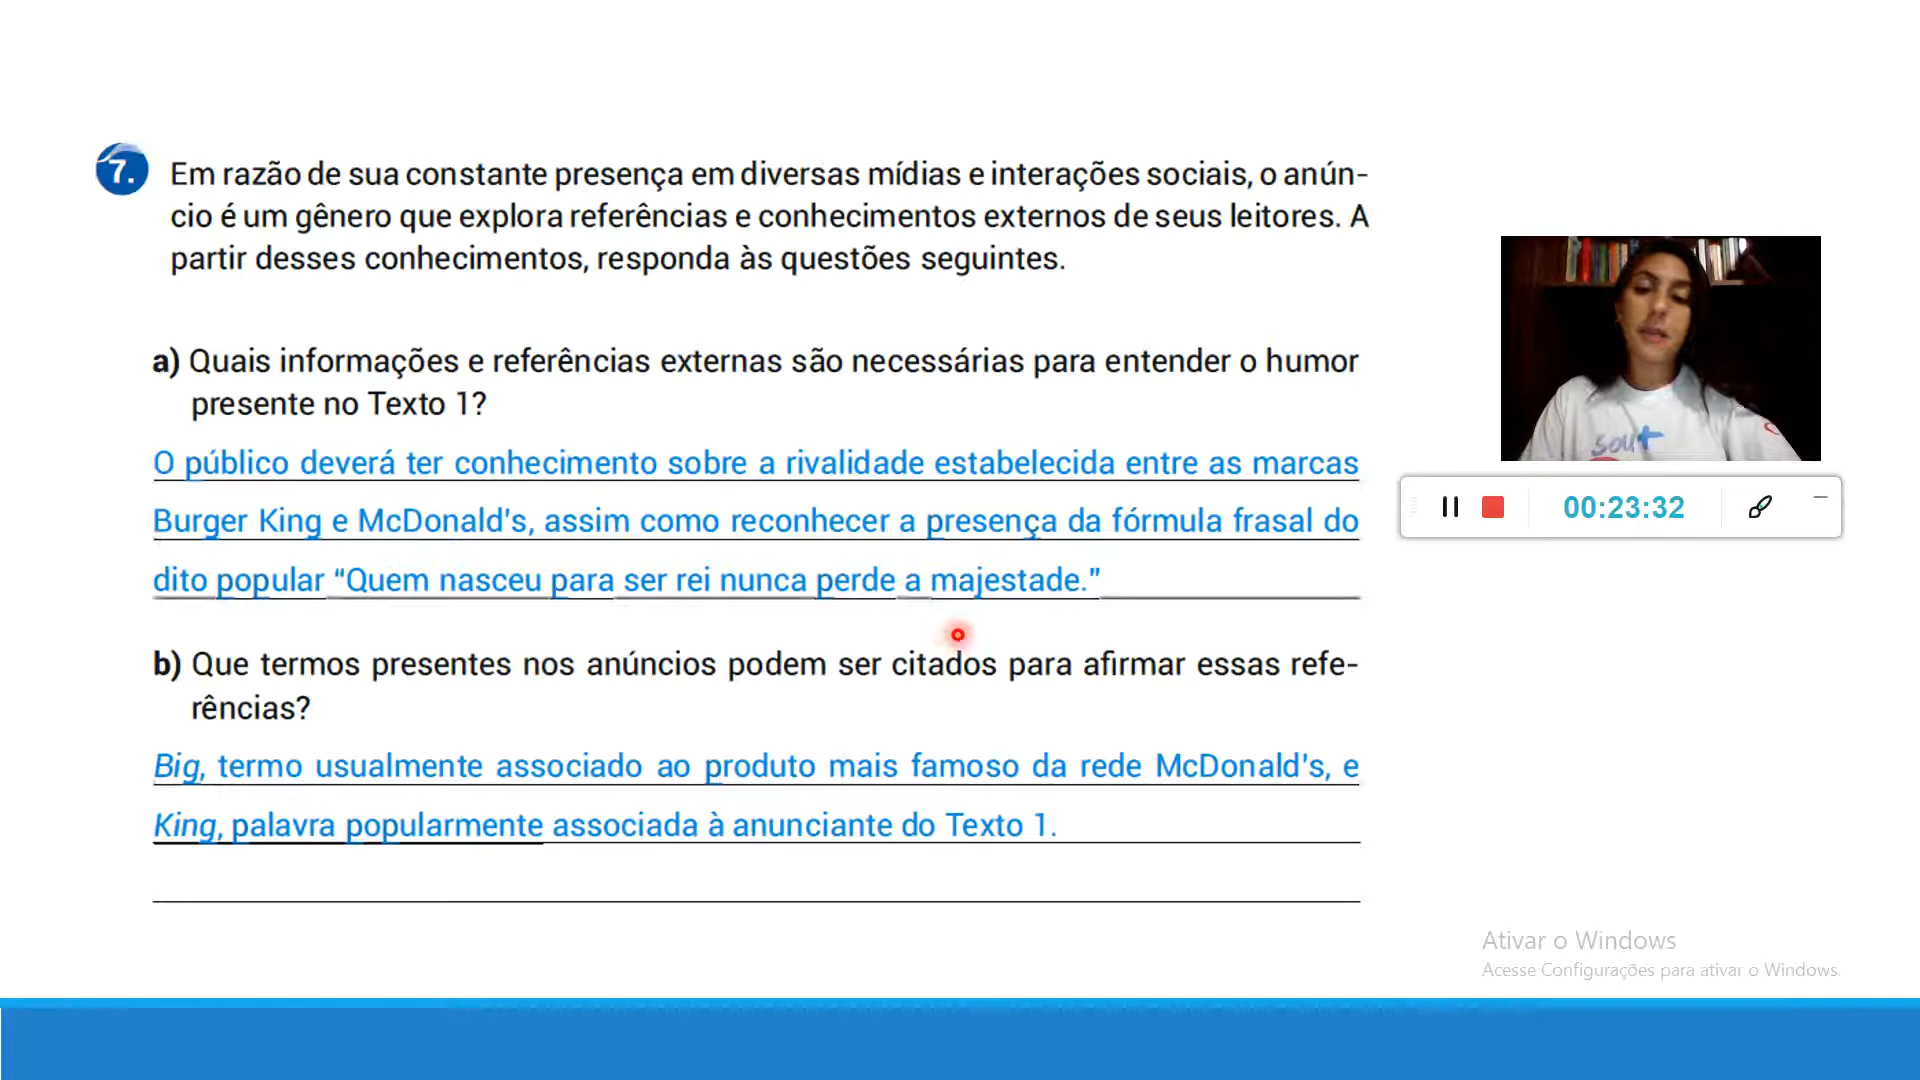 7. Em razão de sua constante presença em diversas mídias e interações sociais, o anún-
cio é um gênero que explora referências e conhecimentos externos de seus leitores. A
partir desses conhecimentos, responda às questões seguintes.
a) Quais informações e referências externas são necessárias para entender o humor
presente no Texto 1?
O público deverá ter conhecimento sobre a rivalidade estabelecida entre as marcas
Burger King e McDonald's, assim como reconhecer a presença da fórmula frasal do
dito popular “Quem nasceu para ser rei nunca perde a majestade.”
b) Que termos presentes nos anúncios podem ser citados para afirmar essas refe-
rências?
Big, termo usualmente associado ao produto mais famoso da rede McDonald's, e
King, palavra popularmente associada à anunciante do Texto 1.
sou+
00:23:32
Ativar o Windows
Acesse Configurações para ativar o Windows.